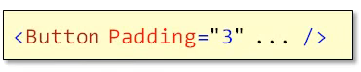 <Button Padding="3" ... />